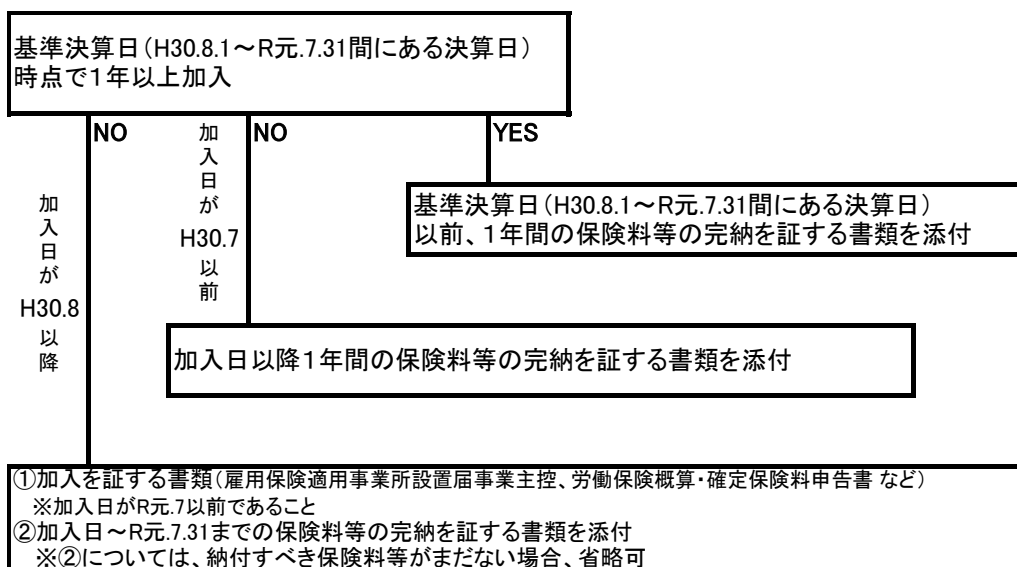 基準決算日（H30.8.1～R元.7.31間にある決算日）
時点で１年以上加入
NO
加入日がH30.7以前
NO
YES
加入日がH30.8以降
基準決算日（H30.8.1～R元.7.31間にある決算日）
以前、１年間の保険料等の完納を証する書類を添付
加入日以降１年間の保険料等の完納を証する書類を添付
①加入を証する書類（雇用保険適用事業所設置届事業主控、労働保険概算・確定保険料申告書 など）
※加入日がR元.7以前であること
②加入日～R元.7.31までの保険料等の完納を証する書類を添付
※②については、納付すべき保険料等がまだない場合、省略可